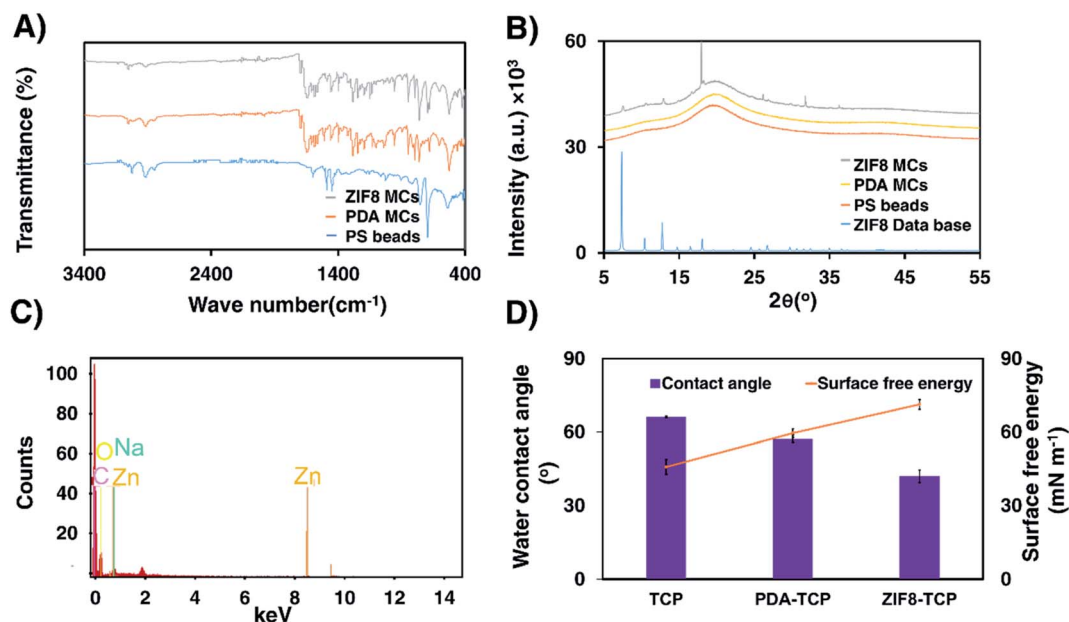 A)
Transmittance (%)
ZIF8 MCs
PDA MCs
PS beads
3400 2400 1400 400
Wave number(cm-1)
B)
Intensity (a.u.) ×10³
60
30
0
ZIF8 MCs
PDA MCs
PS beads
ZIF8 Data base
5 15 25 35 45 55
2θ(°)
C)
Counts
100
80
60
40
20
O Na
C Zn
Zn
0 2 4 6 8 10 12 14
keV
D)
Water contact angle (°)
90
60
30
0
Contact angle
Surface free energy
TCP PDA-TCP ZIF8-TCP
90
60
30
0
Surface free energy
(mN m-1)